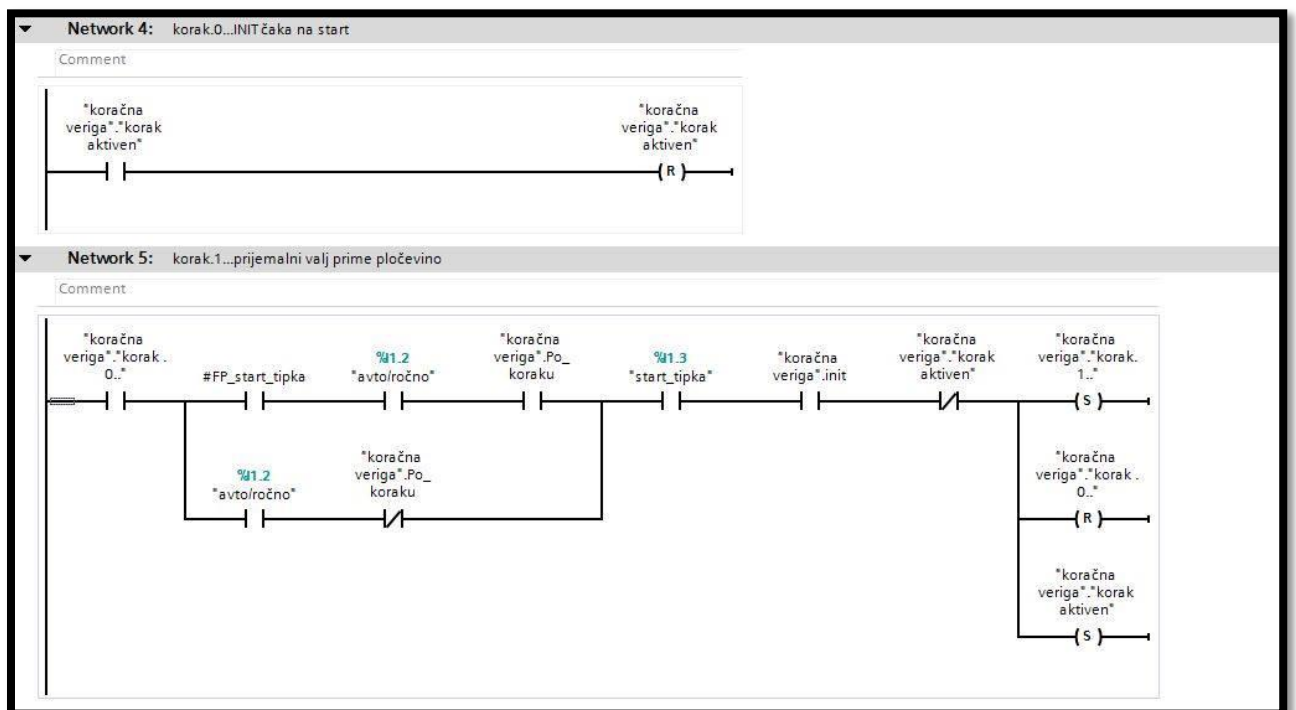 Network 4: korak.0...INIT čaka na start
Comment
"koračna
veriga"."korak
aktiven"
"koračna
veriga"."korak
aktiven"
R
Network 5: korak.1...prijemalni valj prime pločevino
Comment
"koračna
veriga"."korak .
0.."
#FP_start_tipka
%I1.2
"avto/ročno"
"koračna
veriga".Po_
koraku
%I1.3
"start_tipka"
"koračna
veriga".init
"koračna
veriga"."korak
aktiven"
"koračna
veriga"."korak.
1.."
S
%I1.2
"avto/ročno"
"koračna
veriga".Po_
koraku
"koračna
veriga"."korak .
0.."
R
"koračna
veriga"."korak
aktiven"
S